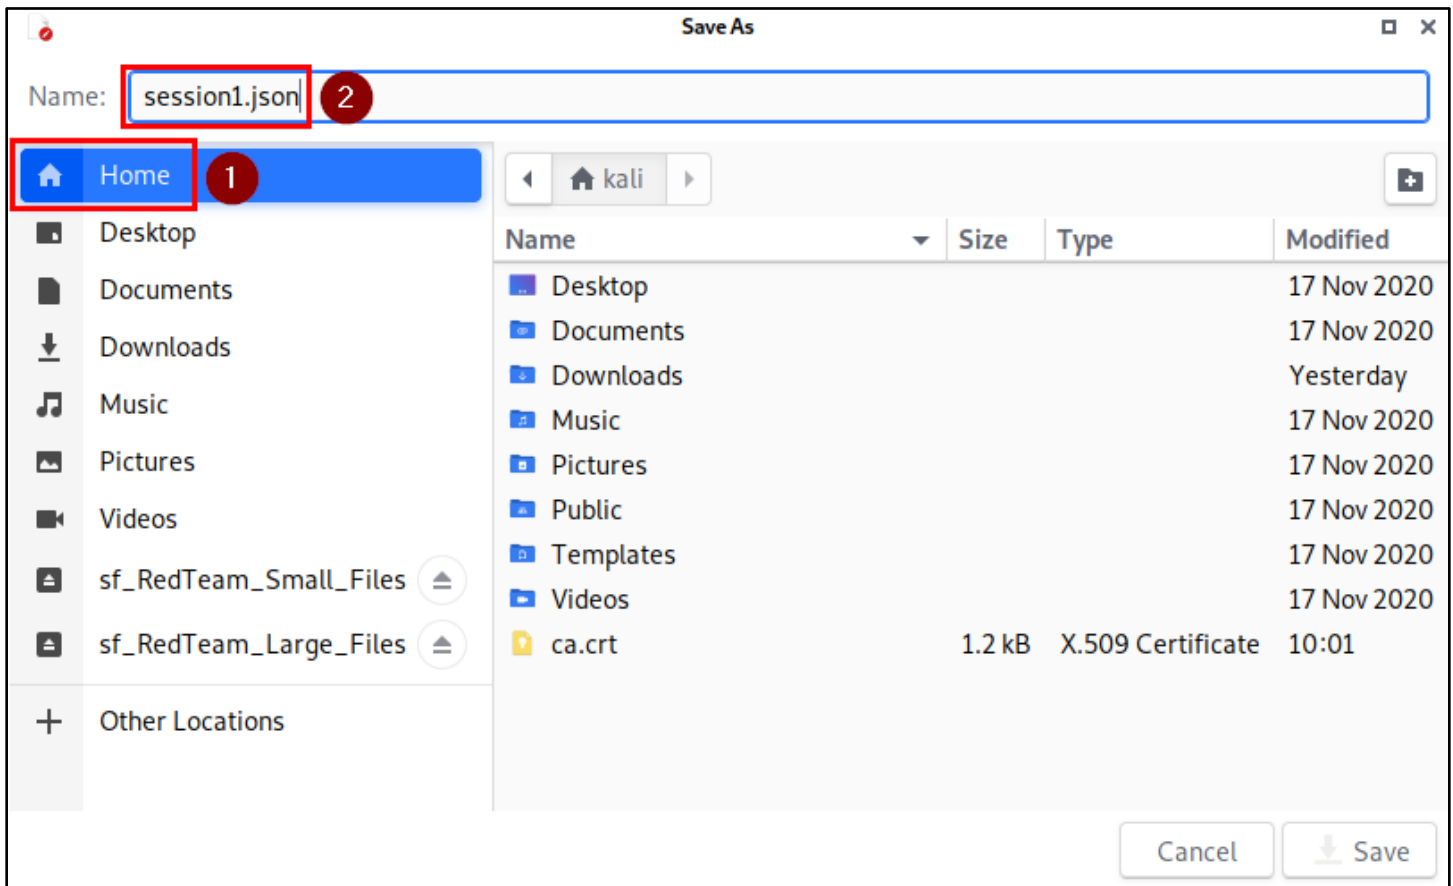 Save As
Name: session1.json 2
Home 1
Desktop
Documents
Downloads
Music
Pictures
Videos
sf_RedTeam_Small_Files
sf_RedTeam_Large_Files
Other Locations
kali
Name Size Type Modified
Desktop 17 Nov 2020
Documents 17 Nov 2020
Downloads Yesterday
Music 17 Nov 2020
Pictures 17 Nov 2020
Public 17 Nov 2020
Templates 17 Nov 2020
Videos 17 Nov 2020
ca.crt 1.2 kB X.509 Certificate 10:01
Cancel Save